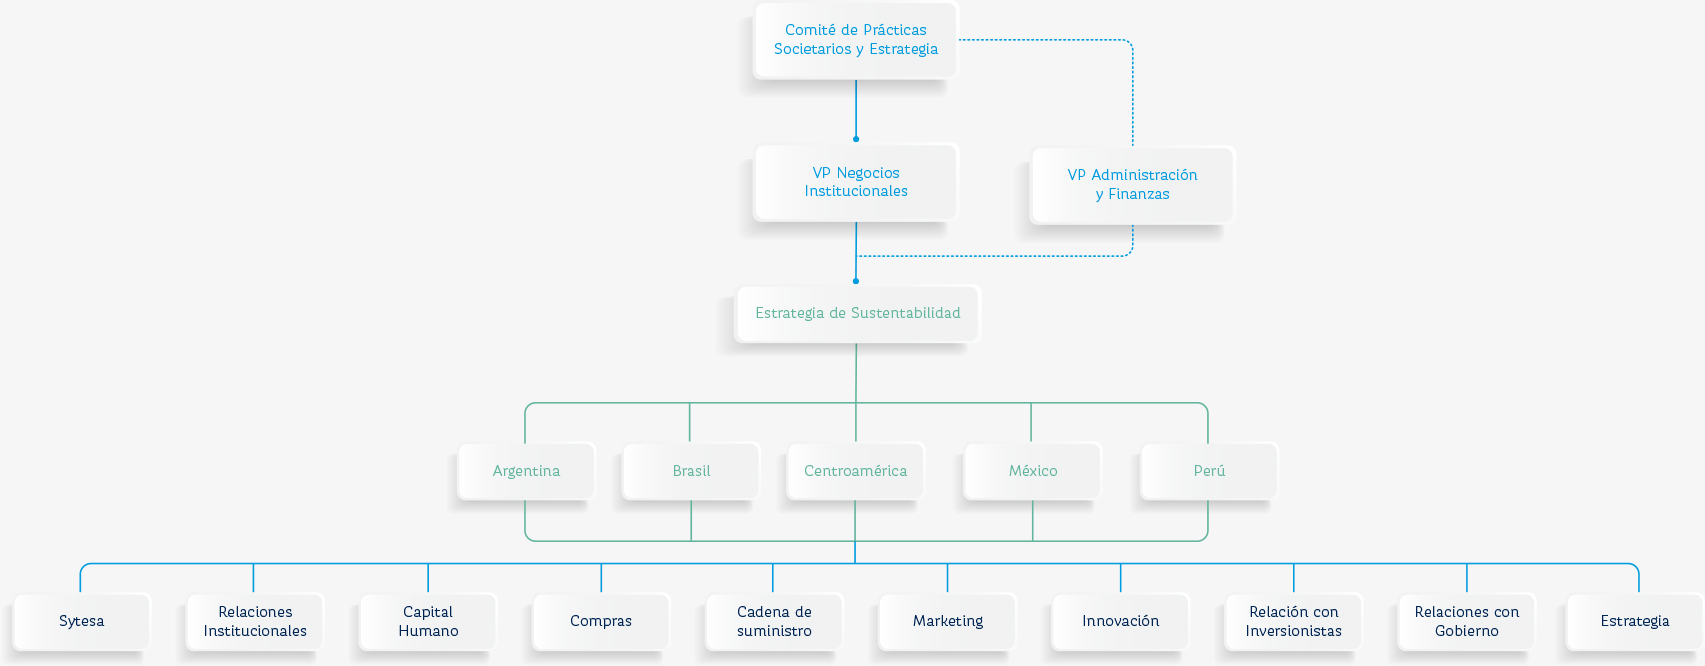 Comité de Prácticas
Societarios y Estrategia
VP Negocios
Institucionales
VP Administración
y Finanzas
Estrategia de Sustentabilidad
Argentina
Brasil
Centroamérica
México
Perú
Sytesa
Relaciones
Institucionales
Capital
Humano
Compras
Cadena de
suministro
Marketing
Innovación
Relación con
Inversionistas
Relaciones con
Gobierno
Estrategia